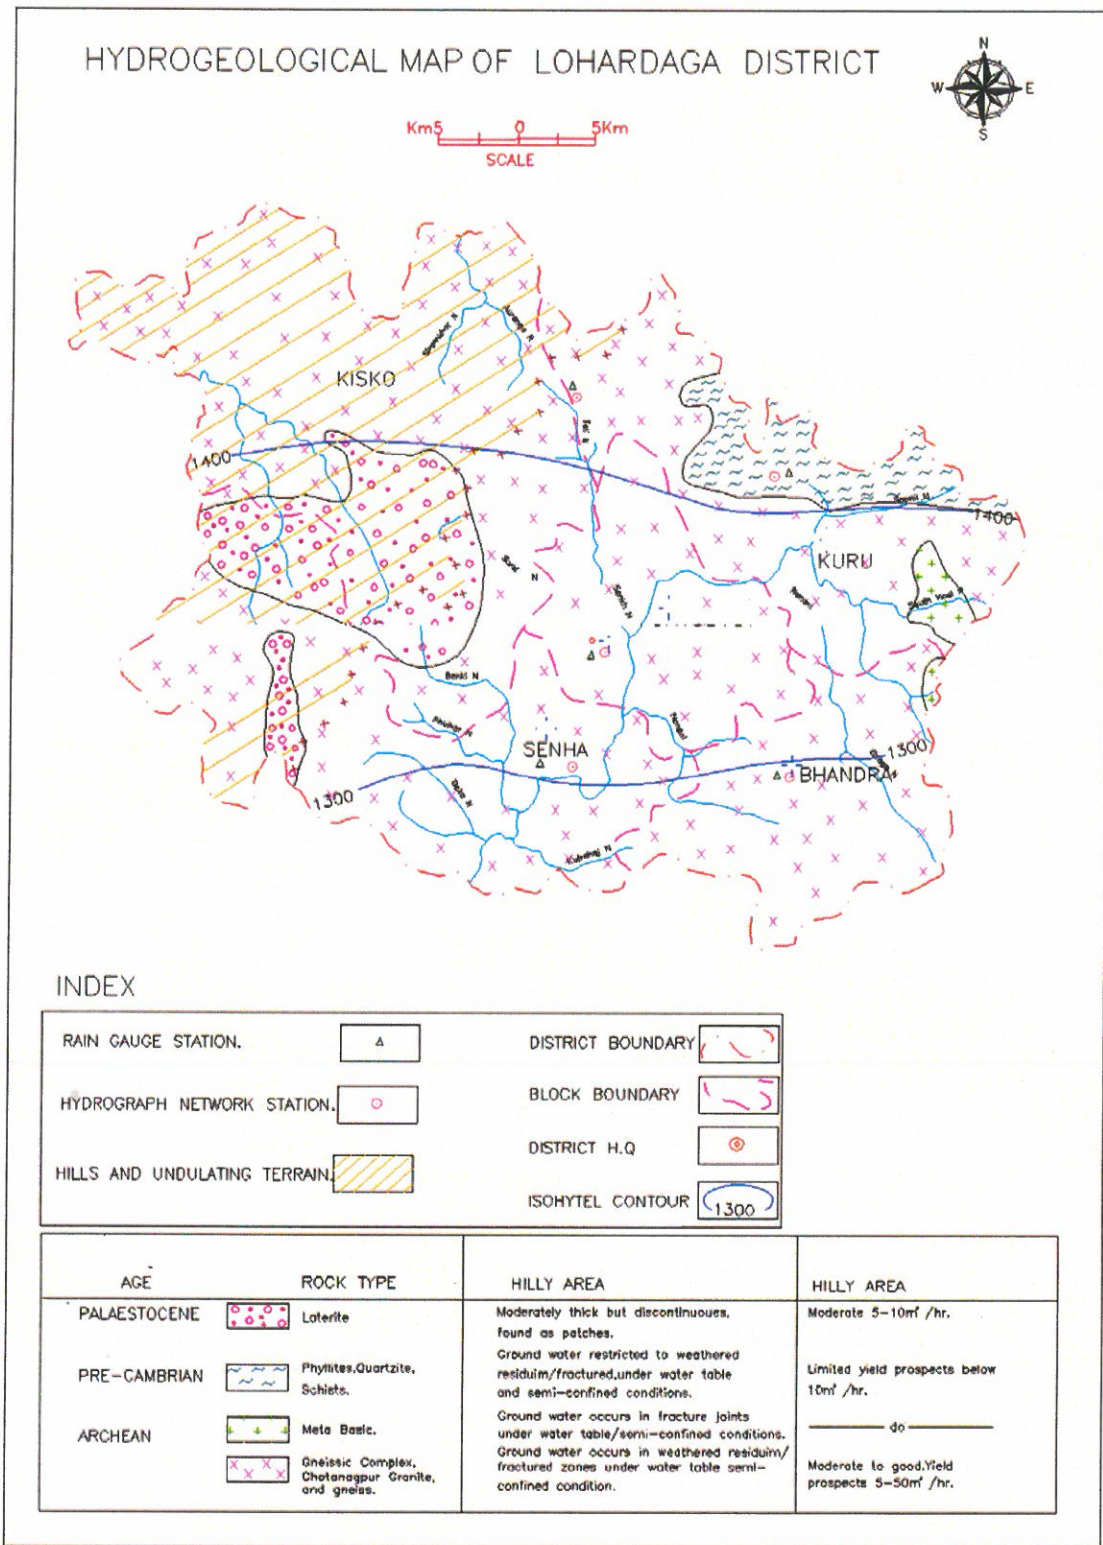 HYDROGEOLOGICAL MAP OF LOHARDAGA DISTRICT
N
W E
S
Km5 0 5Km
SCALE
KISKO
1400
1400
KURU
SENHA
1300
BHANDRA
1300
INDEX
RAIN GAUGE STATION.
HYDROGRAPH NETWORK STATION.
HILLS AND UNDULATING TERRAIN.
DISTRICT BOUNDARY
BLOCK BOUNDARY
DISTRICT H.Q
ISOHYTEL CONTOUR
1300
AGE ROCK TYPE HILLY AREA HILLY AREA
PALAESTOCENE Laterite
Moderately thick but discontinuoues,
found as patches.
Moderate 5-10m³ /hr.
PRE-CAMBRIAN
Phyllites,Quartzite,
Schists.
Ground water restricted to weathered
residuim/fractured,under water table
and semi-confined conditions.
Limited yield prospects below
10m³ /hr.
ARCHEAN
Meta Basic.
Ground water occurs in fracture joints
under water table/semi-confined conditions.
do
Gneissic Complex,
Chotanagpur Granite,
and gneiss.
Ground water occurs in weathered residuim/
fractured zones under water table semi-
confined condition.
Moderate to good.Yield
prospects 5-50m³ /hr.